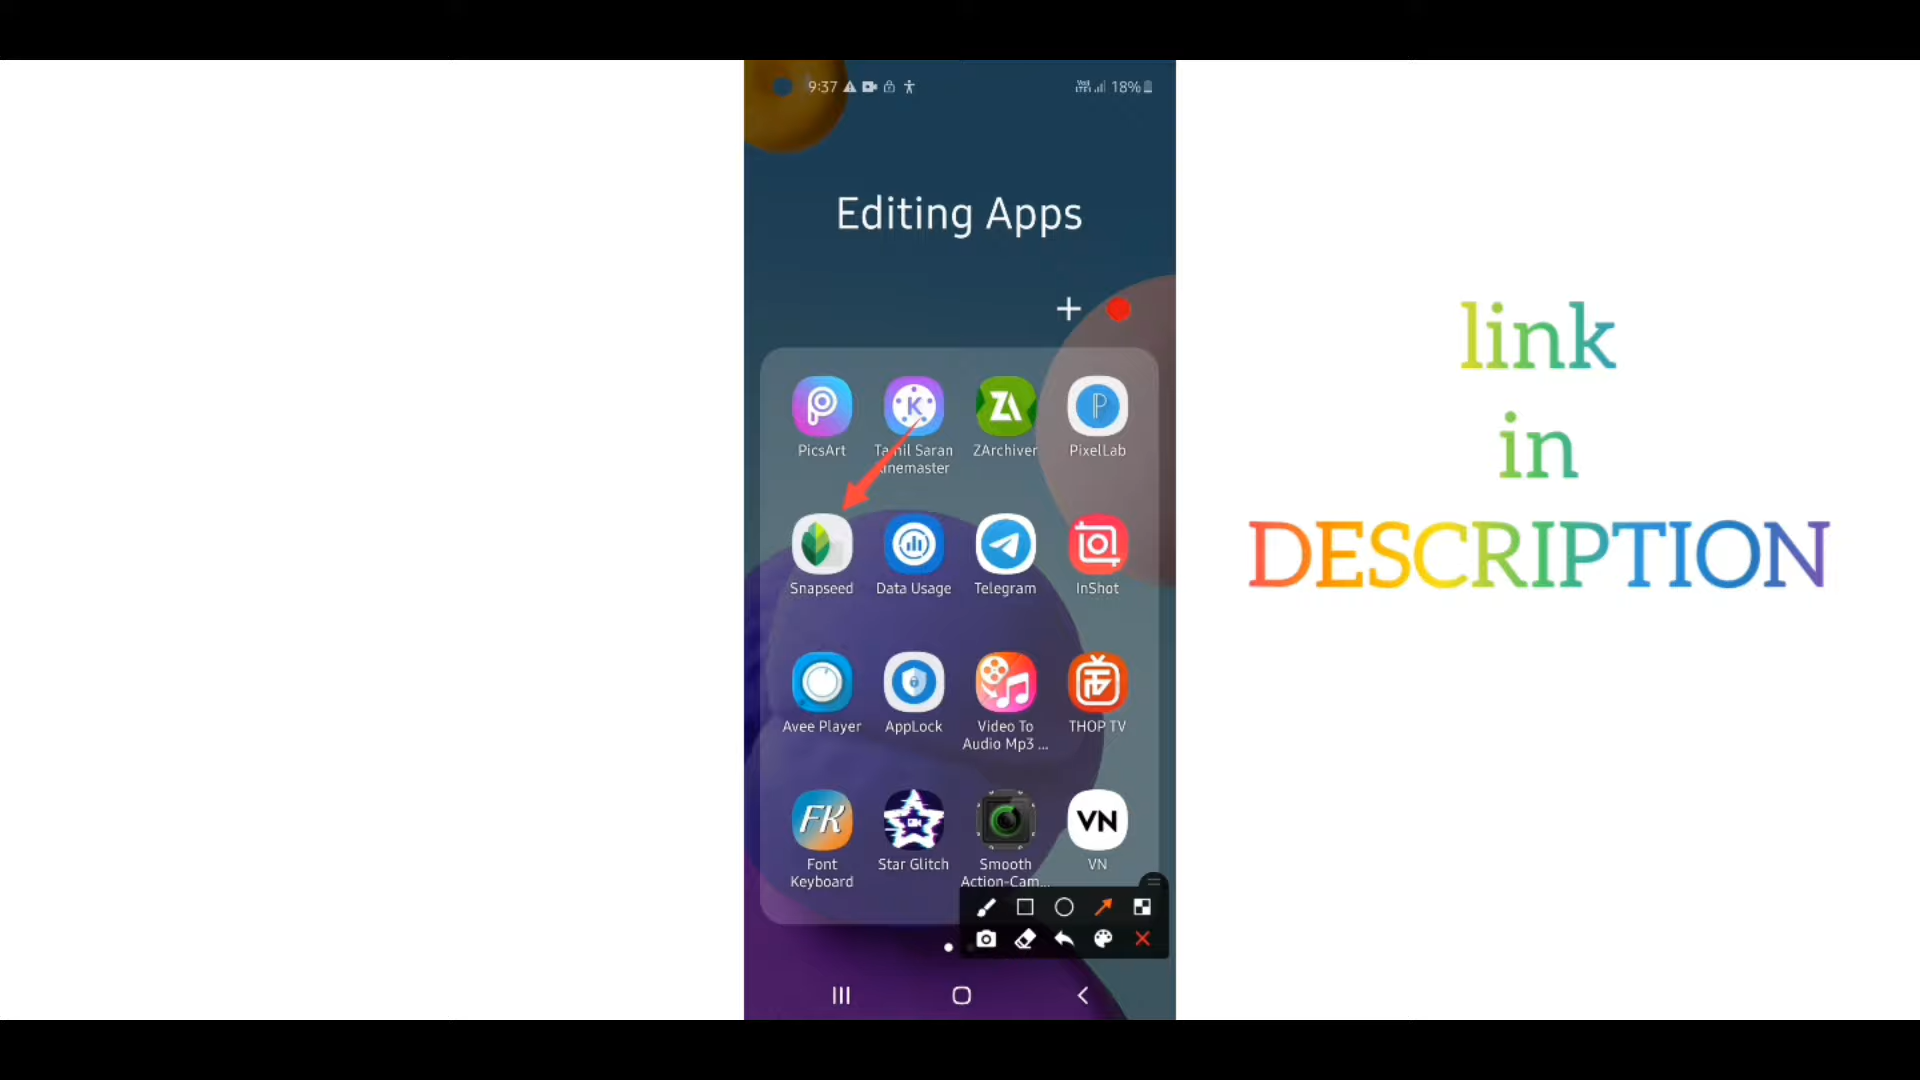 9:37
18%
Editing Apps
link
in
DESCRIPTION
PicsArt
Tamil Saran
Kinemaster
ZArchiver
PixelLab
Snapseed
Data Usage
Telegram
InShot
Avee Player
AppLock
Video To
Audio Mp3 ...
THOP TV
FK
VN
Font
Keyboard
Star Glitch
Smooth
Action-Cam...
VN